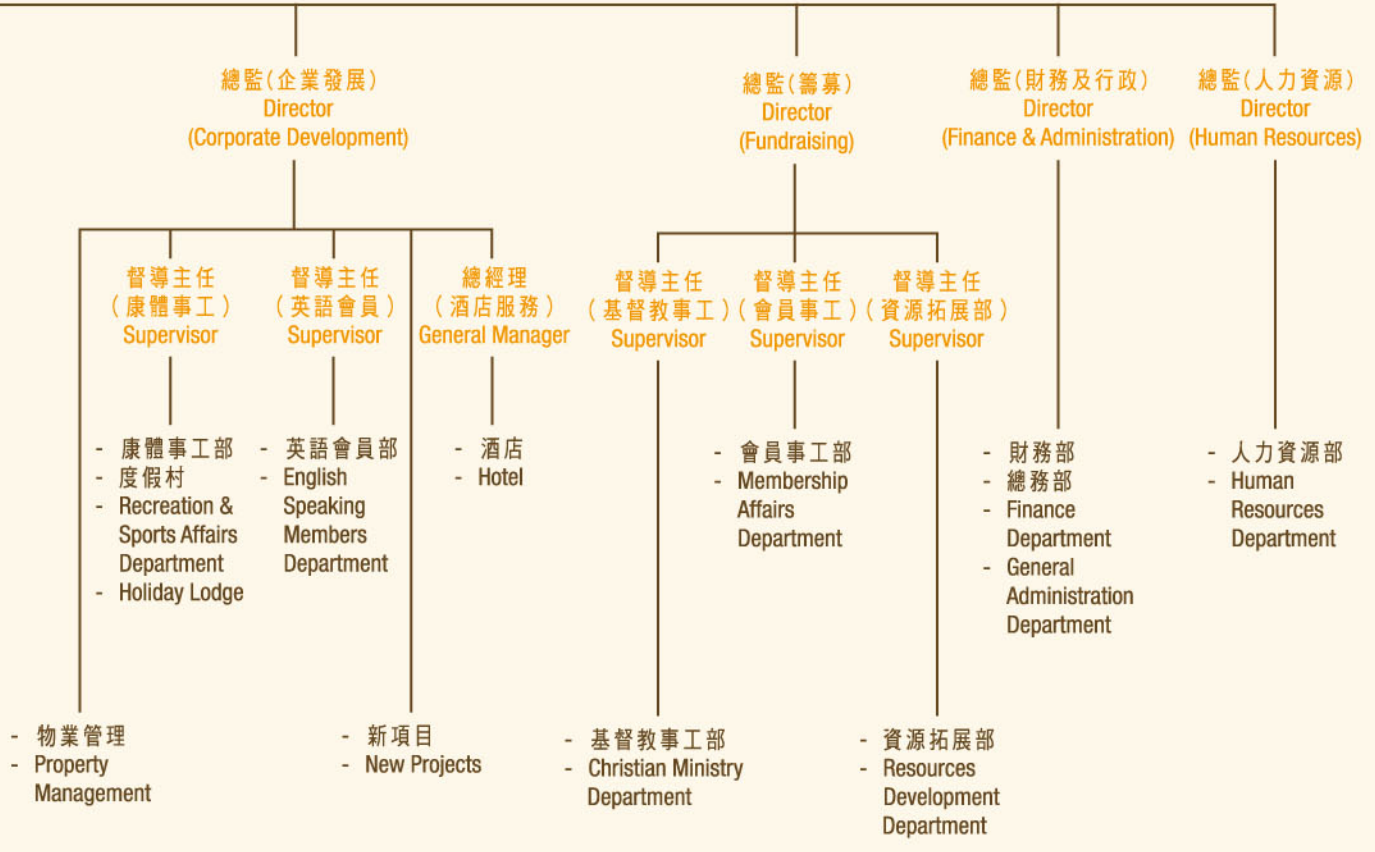 總監(企業發展)
Director
(Corporate Development)
總監(籌募)
Director
(Fundraising)
總監(財務及行政)
Director
(Finance & Administration)
總監(人力資源)
Director
(Human Resources)
督導主任
(康體事工)
Supervisor
督導主任
(英語會員)
Supervisor
總經理
(酒店服務)
General Manager
督導主任
(基督教事工)
Supervisor
督導主任
(會員事工)
Supervisor
督導主任
(資源拓展部)
Supervisor
- 康體事工部
- 度假村
- Recreation &
Sports Affairs
Department
- Holiday Lodge
- 英語會員部
- English
Speaking
Members
Department
- 酒店
- Hotel
- 會員事工部
- Membership
Affairs
Department
- 財務部
- 總務部
- Finance
Department
- General
Administration
Department
- 人力資源部
- Human
Resources
Department
- 物業管理
- Property
Management
- 新項目
- New Projects
- 基督教事工部
- Christian Ministry
Department
- 資源拓展部
- Resources
Development
Department